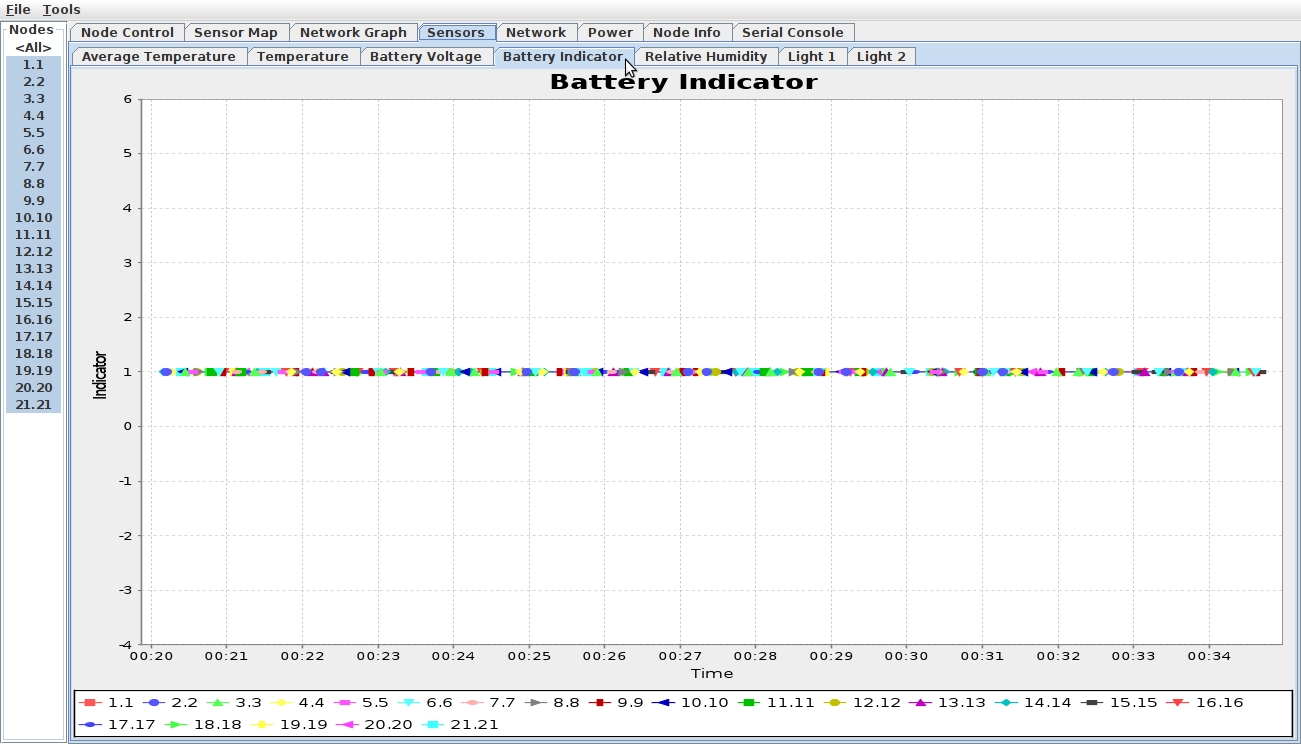 File Tools
Nodes
<All>
1.1
2.2
3.3
4.4
5.5
6.6
7.7
8.8
9.9
10.10
11.11
12.12
13.13
14.14
15.15
16.16
17.17
18.18
19.19
20.20
21.21
Node Control Sensor Map Network Graph Sensors Network Power Node Info Serial Console
Average Temperature Temperature Battery Voltage Battery Indicator Relative Humidity Light 1 Light 2
Battery Indicator
6
5
4
3
2
1
0
-1
-2
-3
-4
Indicator
00:20 00:21 00:22 00:23 00:24 00:25 00:26 00:27 00:28 00:29 00:30 00:31 00:32 00:33 00:34
Time
1.1 2.2 3.3 4.4 5.5 6.6 7.7 8.8 9.9 10.10 11.11 12.12 13.13 14.14 15.15 16.16
17.17 18.18 19.19 20.20 21.21